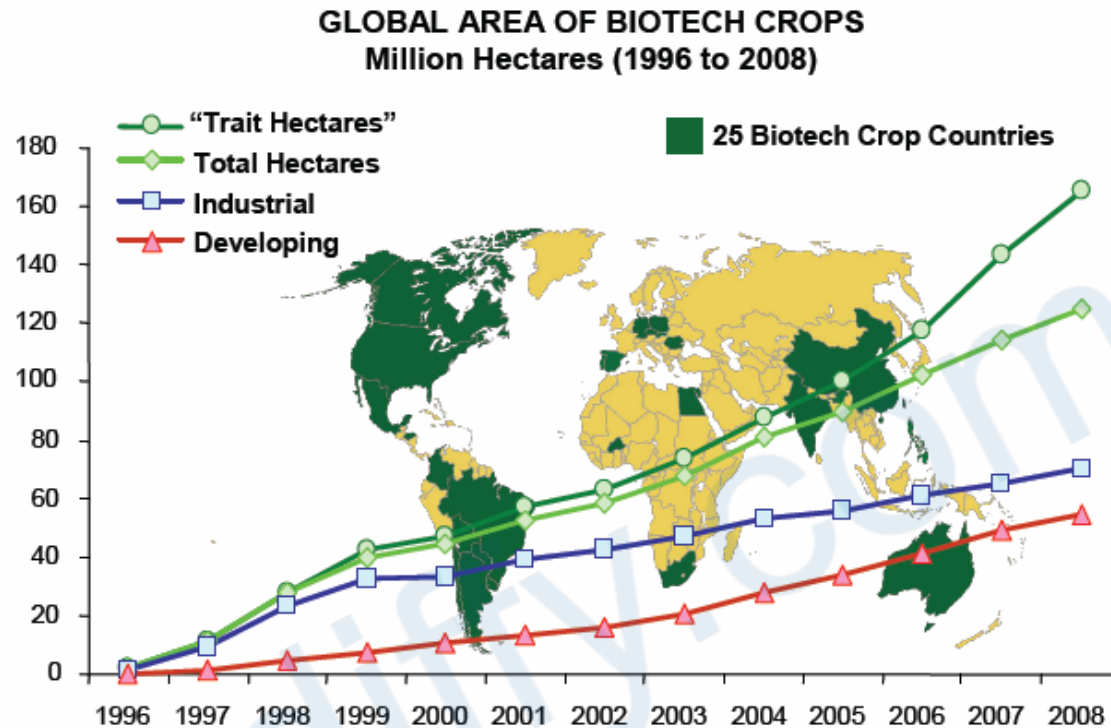 GLOBAL AREA OF BIOTECH CROPS
Million Hectares (1996 to 2008)
“Trait Hectares”
Total Hectares
Industrial
Developing
25 Biotech Crop Countries
180
160
140
120
100
80
60
40
20
0
1996 1997 1998 1999 2000 2001 2002 2003 2004 2005 2006 2007 2008